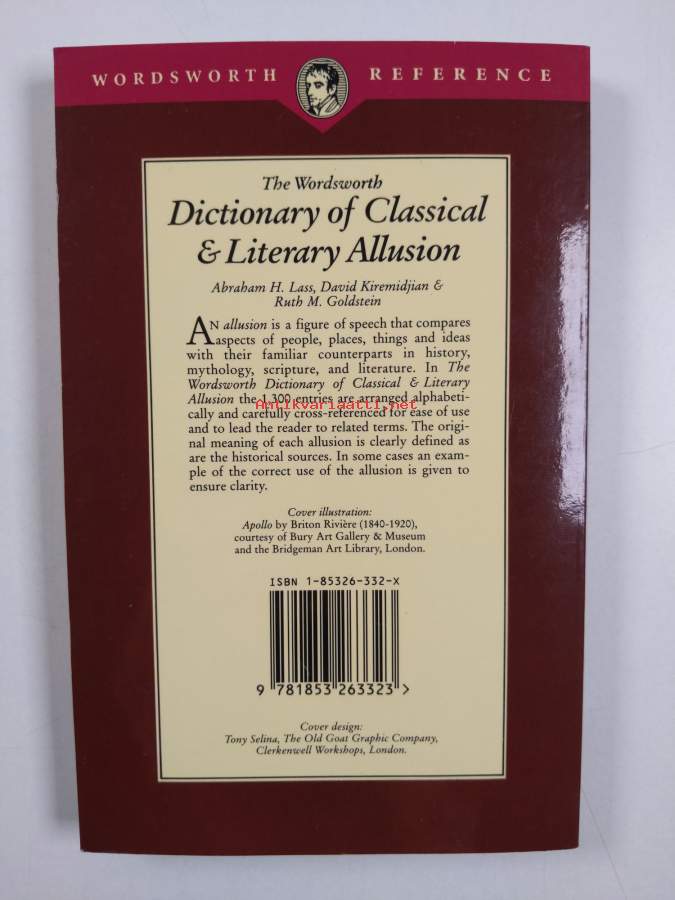 WORDSWORTH REFERENCE
The Wordsworth
Dictionary of Classical
& Literary Allusion
Abraham H. Lass, David Kiremidjian &
Ruth M. Goldstein
AN allusion is a figure of speech that compares
aspects of people, places, things and ideas
with their familiar counterparts in history,
mythology, scripture, and literature. In The
Wordsworth Dictionary of Classical & Literary
Allusion the 1,300 entries are arranged alphabeti-
cally and carefully cross-referenced for ease of use
and to lead the reader to related terms. The origi-
nal meaning of each allusion is clearly defined as
are the historical sources. In some cases an exam-
ple of the correct use of the allusion is given to
ensure clarity.
Antikvariaatti.net
Cover illustration:
Apollo by Briton Rivière (1840-1920),
courtesy of Bury Art Gallery & Museum
and the Bridgeman Art Library, London.
ISBN 1-85326-332-X
9 781853 263323 >
Cover design:
Tony Selina, The Old Goat Graphic Company,
Clerkenwell Workshops, London.